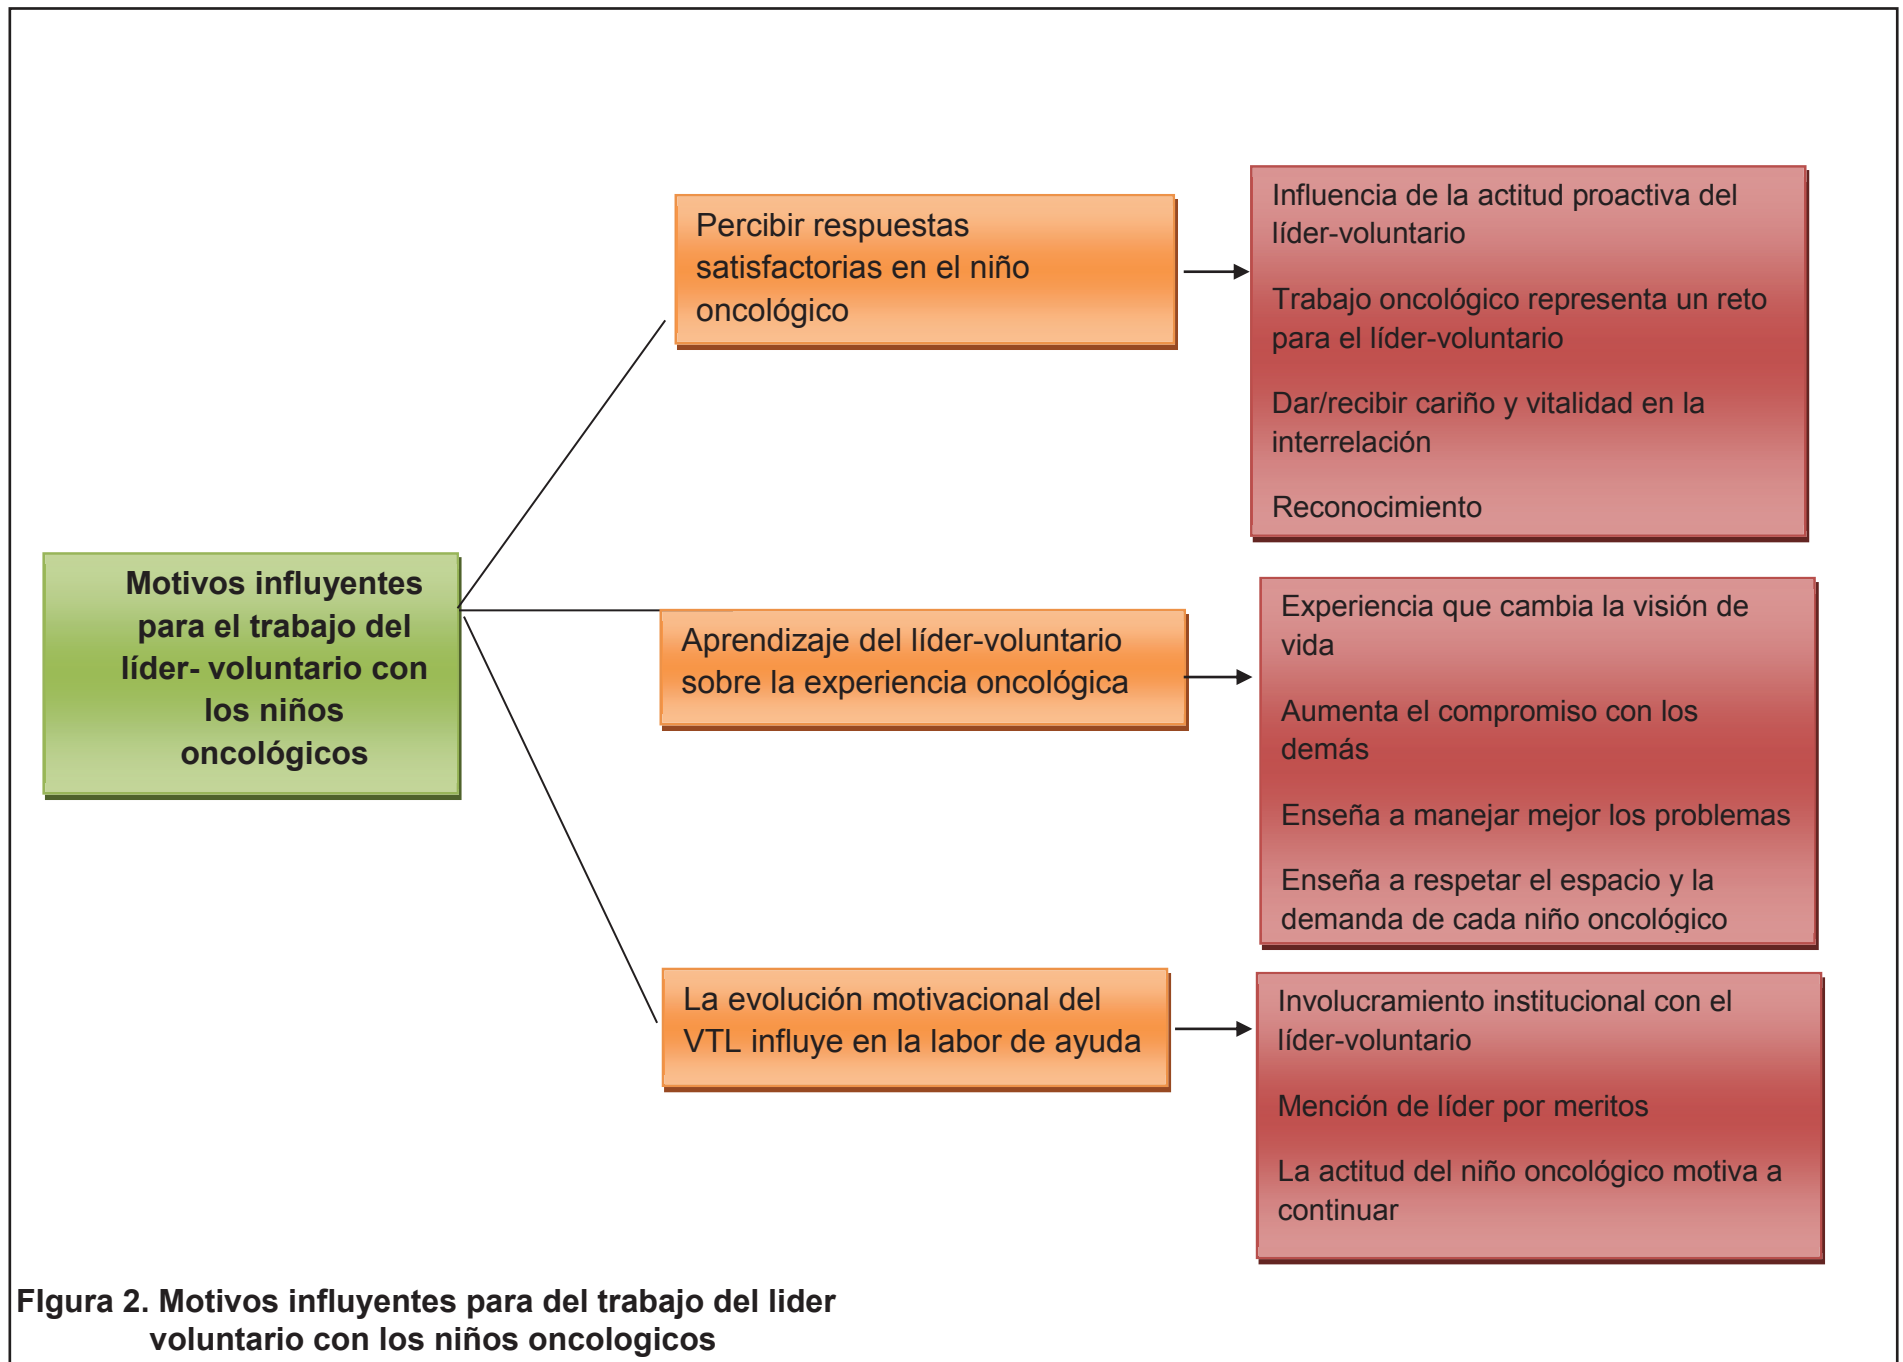 Motivos influyentes
para el trabajo del
líder- voluntario con
los niños
oncológicos
Percibir respuestas
satisfactorias en el niño
oncológico
Influencia de la actitud proactiva del
líder-voluntario
Trabajo oncológico representa un reto
para el líder-voluntario
Dar/recibir cariño y vitalidad en la
interrelación
Reconocimiento
Aprendizaje del líder-voluntario
sobre la experiencia oncológica
Experiencia que cambia la visión de
vida
Aumenta el compromiso con los
demás
Enseña a manejar mejor los problemas
Enseña a respetar el espacio y la
demanda de cada niño oncológico
La evolución motivacional del
VTL influye en la labor de ayuda
Involucramiento institucional con el
líder-voluntario
Mención de líder por meritos
La actitud del niño oncológico motiva a
continuar
FIgura 2. Motivos influyentes para del trabajo del lider
voluntario con los niños oncologicos